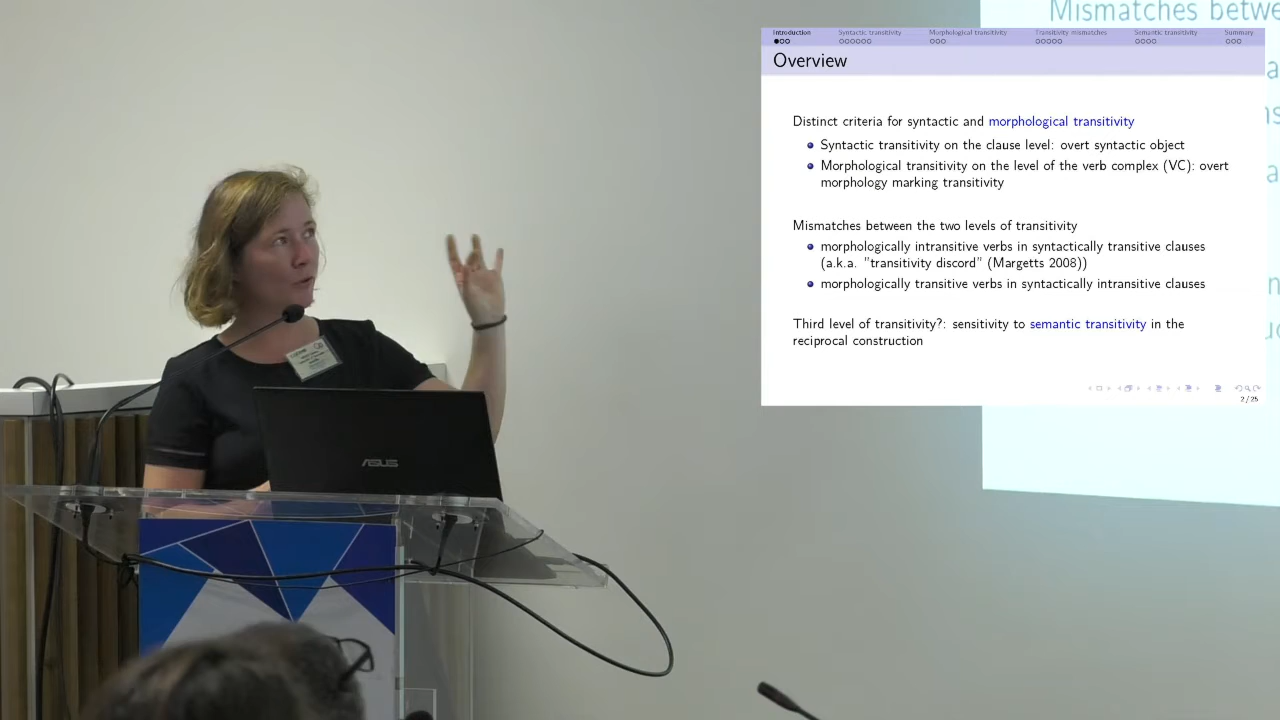 Mismatches betwe
Introduction Syntactic transitivity Morphological transitivity Transitivity mismatches Semantic transitivity Summary
Overview
Distinct criteria for syntactic and morphological transitivity
Syntactic transitivity on the clause level: overt syntactic object
Morphological transitivity on the level of the verb complex (VC): overt
morphology marking transitivity
Mismatches between the two levels of transitivity
morphologically intransitive verbs in syntactically transitive clauses
(a.k.a. "transitivity discord" (Margetts 2008))
morphologically transitive verbs in syntactically intransitive clauses
Third level of transitivity?: sensitivity to semantic transitivity in the
reciprocal construction
2 / 25
ASUS